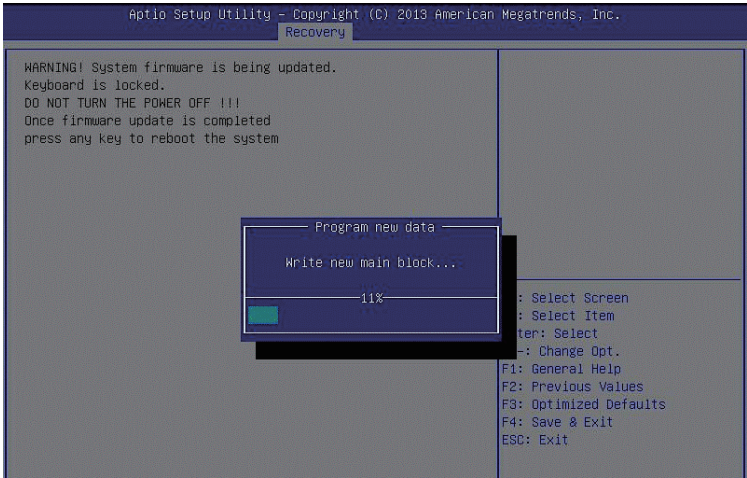 Aptio Setup Utility – Copyright (C) 2013 American Megatrends, Inc.
Recovery
WARNING! System firmware is being updated.
Keyboard is locked.
DO NOT TURN THE POWER OFF !!!
Once firmware update is completed
press any key to reboot the system
Program new data
Write new main block...
11%
: Select Screen
: Select Item
ter: Select
-: Change Opt.
F1: General Help
F2: Previous Values
F3: Optimized Defaults
F4: Save & Exit
ESC: Exit